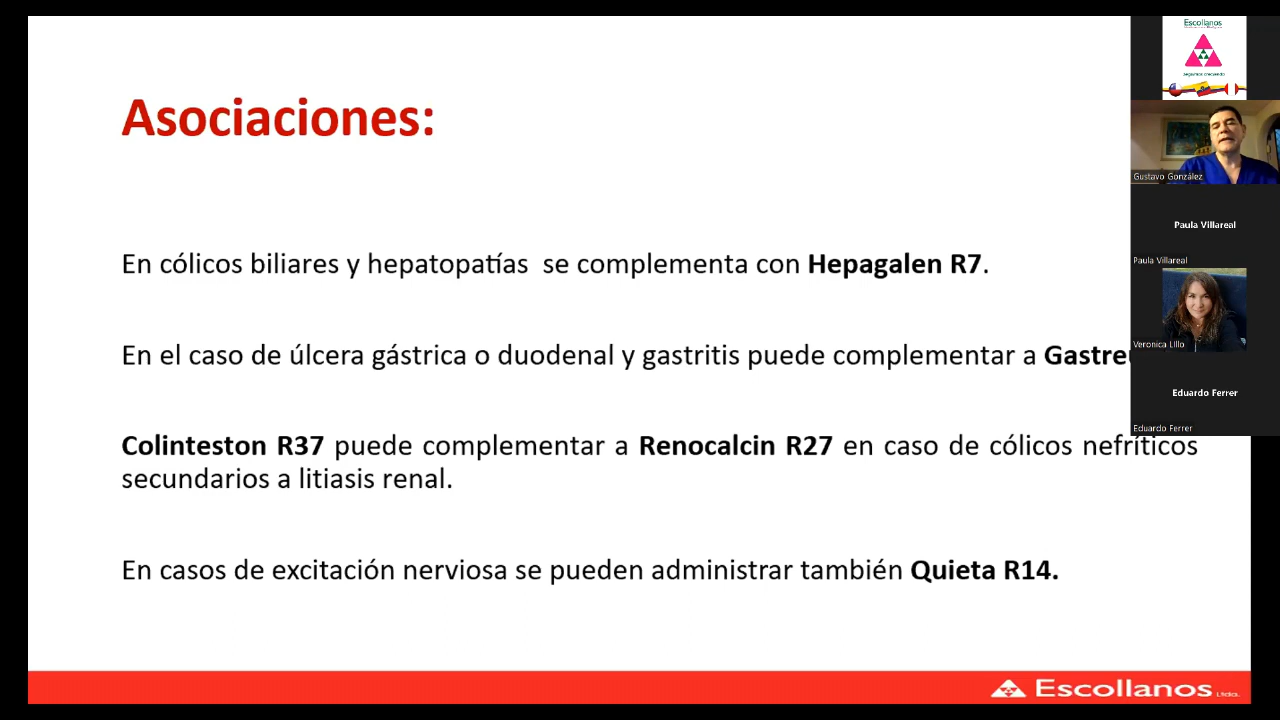 Asociaciones:
En cólicos biliares y hepatopatías se complementa con Hepagalen R7.
En el caso de úlcera gástrica o duodenal y gastritis puede complementar a
Colinteston R37 puede complementar a Renocalcin R27 en caso de cólicos nefríticos
secundarios a litiasis renal.
En casos de excitación nerviosa se pueden administrar también Quieta R14.
Escollanos Ltda.
Escollanos
Gustavo González
Paula Villareal
Paula Villareal
Veronica LIllo
Eduardo Ferrer
Eduardo Ferrer